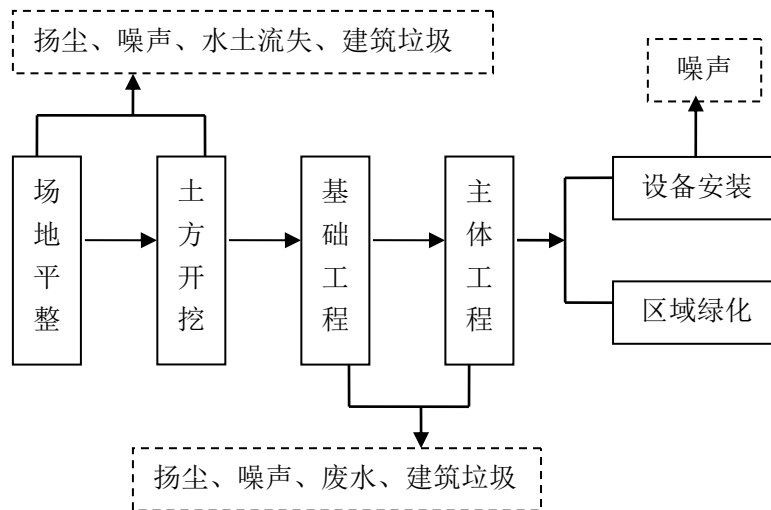 扬尘、噪声、水土流失、建筑垃圾
噪声
场地平整
土方开挖
基础工程
主体工程
设备安装
区域绿化
扬尘、噪声、废水、建筑垃圾